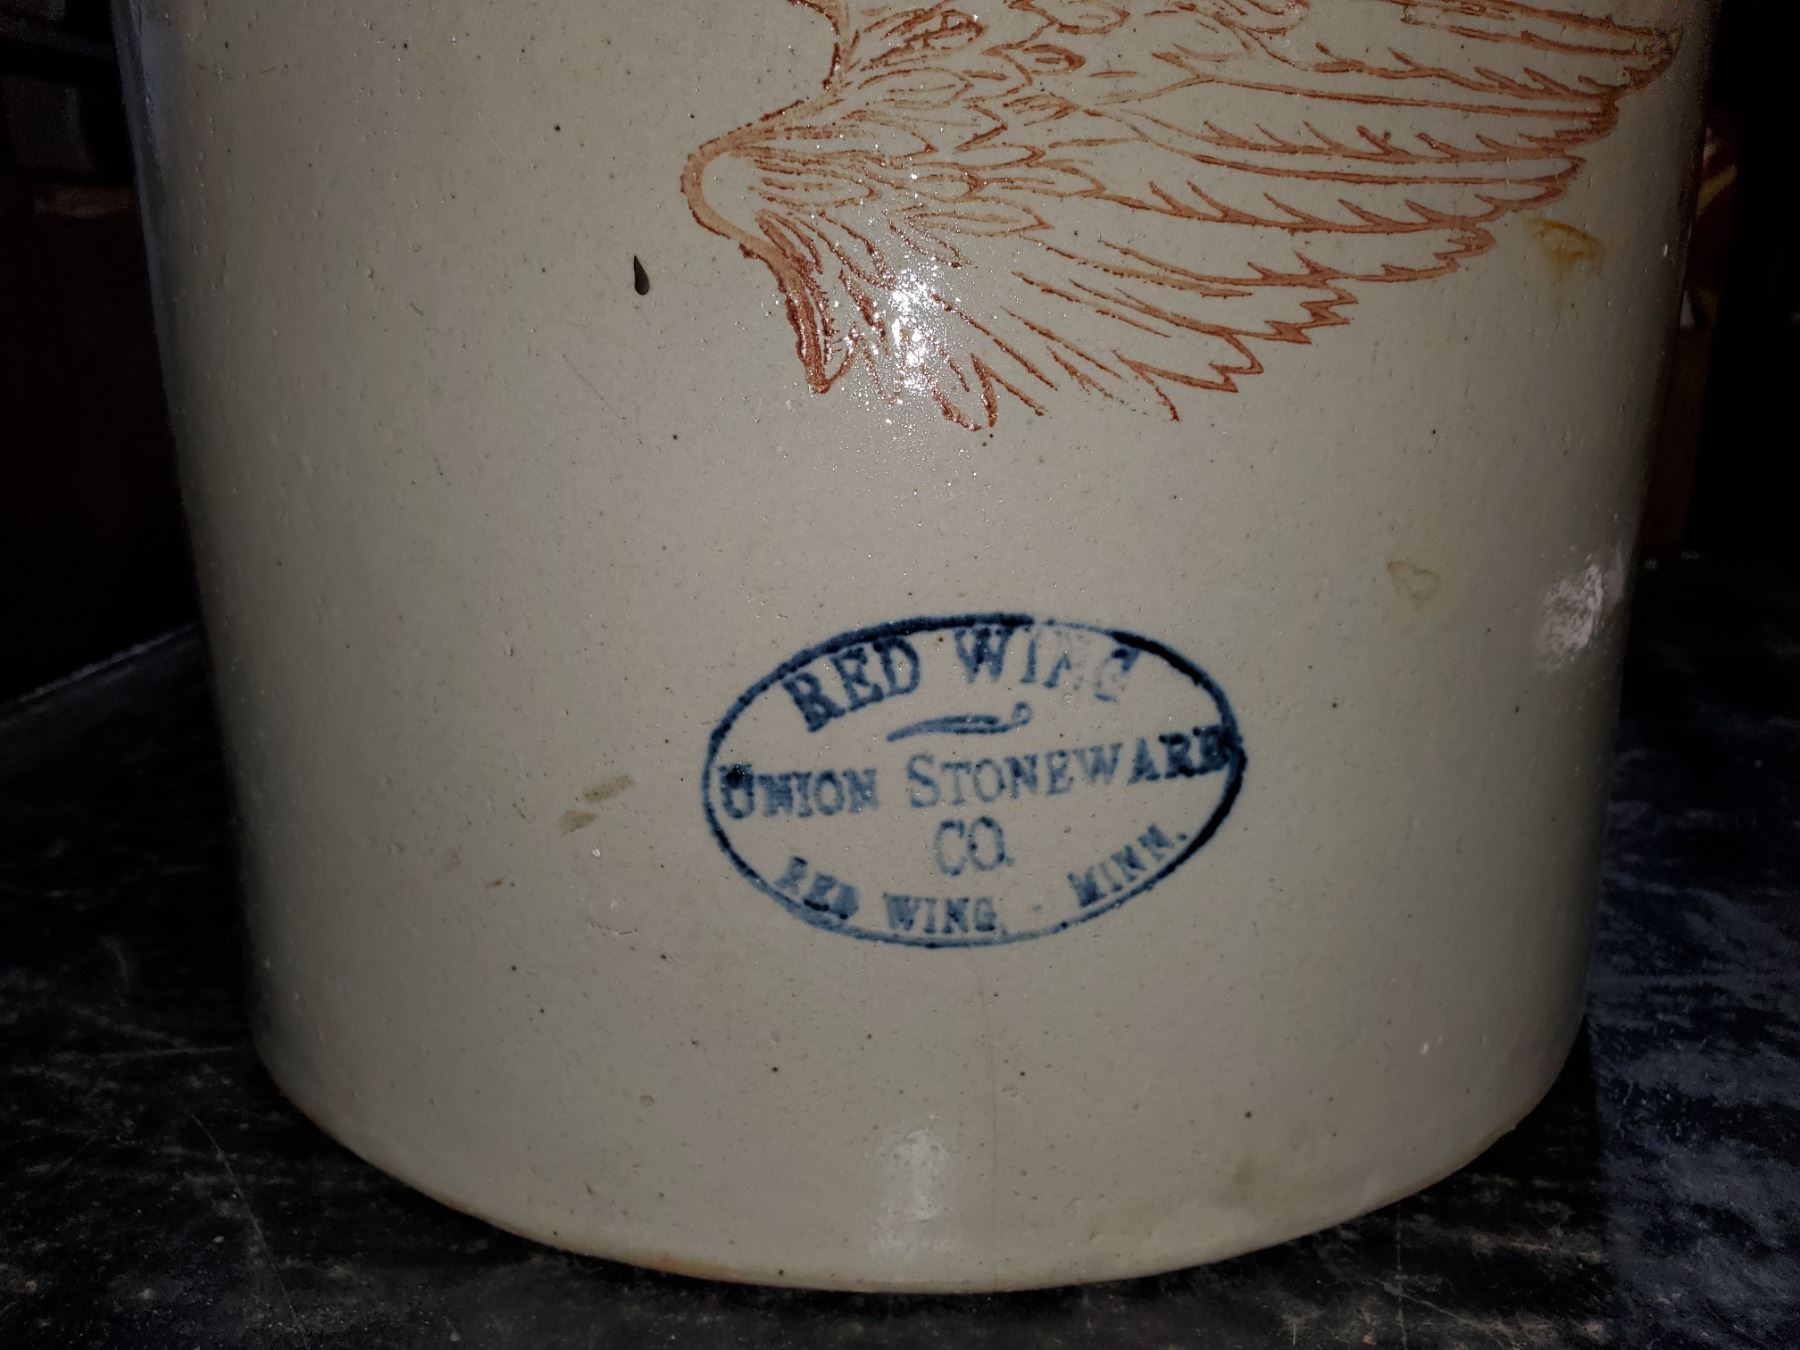 RED WING
UNION STONEWARE
CO.
RED WING, MINN.